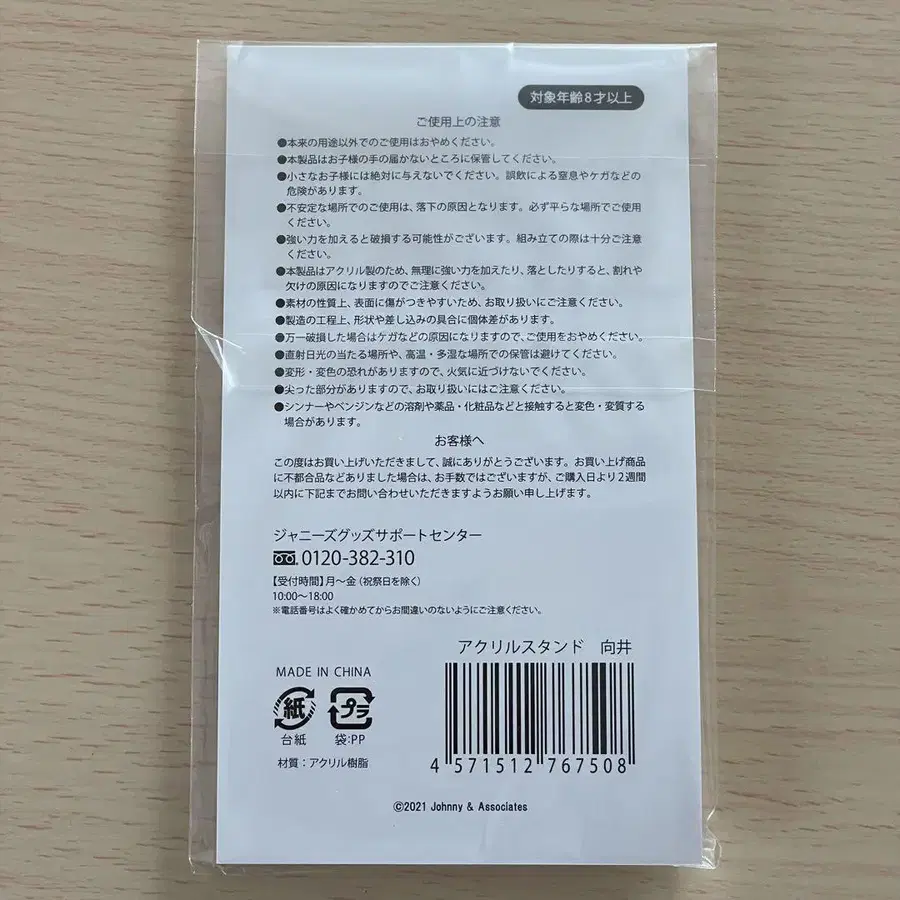 対象年齢8才以上
ご使用上の注意
●本来の用途以外でのご使用はおやめください。
●本製品はお子様の手の届かないところに保管してください。
●小さなお子様には絶対に与えないでください。誤飲による窒息やケガなどの
危険があります。
●不安定な場所でのご使用は、落下の原因となります。必ず平らな場所でご使用
ください。
●強い力を加えると破損する可能性がございます。組み立ての際は十分ご注意
ください。
●本製品はアクリル製のため、無理に強い力を加えたり、落としたりすると、割れや
欠けの原因になりますのでご注意ください。
●素材の性質上、表面に傷がつきやすいため、お取り扱いにご注意ください。
●製造の工程上、形状や差し込みの具合に個体差があります。
●万一破損した場合はケガなどの原因になりますので、ご使用をおやめください。
●直射日光の当たる場所や、高温・多湿な場所での保管は避けてください。
●変形・変色の恐れがありますので、火気に近づけないでください。
●尖った部分がありますので、お取り扱いにはご注意ください。
●シンナーやベンジンなどの溶剤や薬品・化粧品などと接触すると変色・変質する
場合があります。
お客様へ
この度はお買い上げいただきまして、誠にありがとうございます。お買い上げ商品
に不都合品などありました場合は、お手数ではございますが、ご購入日より2週間
以内に下記までお問い合わせいただきますようお願い申し上げます。
ジャニーズグッズサポートセンター
0120-382-310
【受付時間】月〜金（祝祭日を除く）
10:00〜18:00
※電話番号はよく確かめてからお間違いのないようにご注意ください。
アクリルスタンド 向井
MADE IN CHINA
紙 プラ
台紙 袋:PP
材質：アクリル樹脂
4 571512 767508
©2021 Johnny & Associates